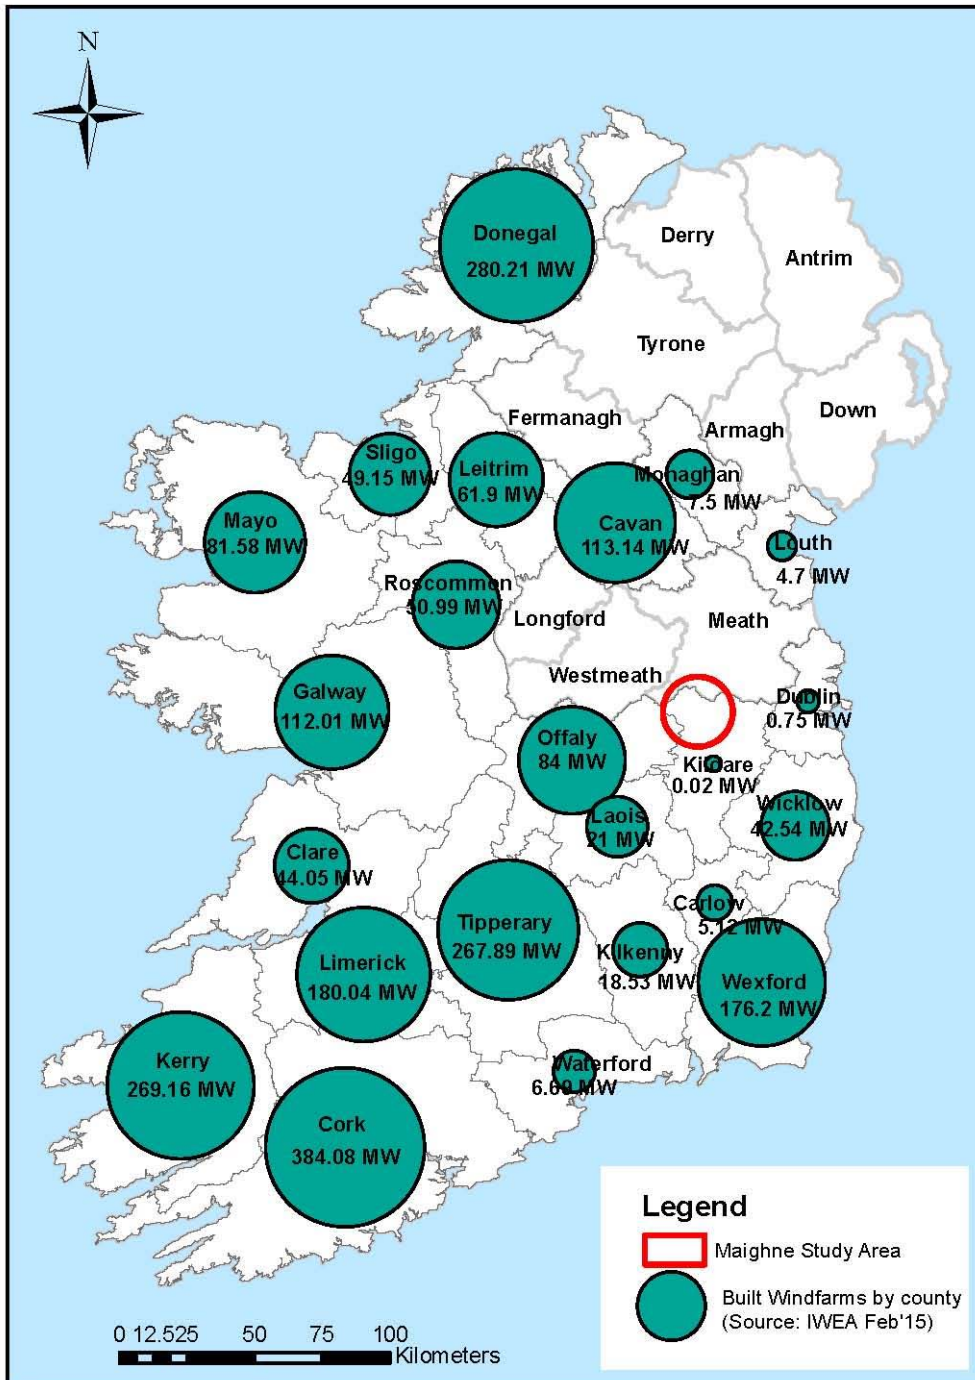 N
Donegal
280.21 MW
Derry
Antrim
Tyrone
Fermanagh
Armagh
Down
Sligo
49.15 MW
Leitrim
61.9 MW
Monaghan
7.5 MW
Mayo
81.58 MW
Cavan
113.14 MW
Louth
4.7 MW
Roscommon
50.99 MW
Longford
Meath
Westmeath
Galway
112.01 MW
Dublin
0.75 MW
Offaly
84 MW
Kildare
0.02 MW
Laois
21 MW
Wicklow
42.54 MW
Clare
44.05 MW
Carlow
5.12 MW
Tipperary
267.89 MW
Kilkenny
18.53 MW
Limerick
180.04 MW
Wexford
176.2 MW
Kerry
269.16 MW
Waterford
6.69 MW
Cork
384.08 MW
Legend
Maighne Study Area
Built Windfarms by county
(Source: IWEA Feb'15)
0 12.525 50 75 100
Kilometers